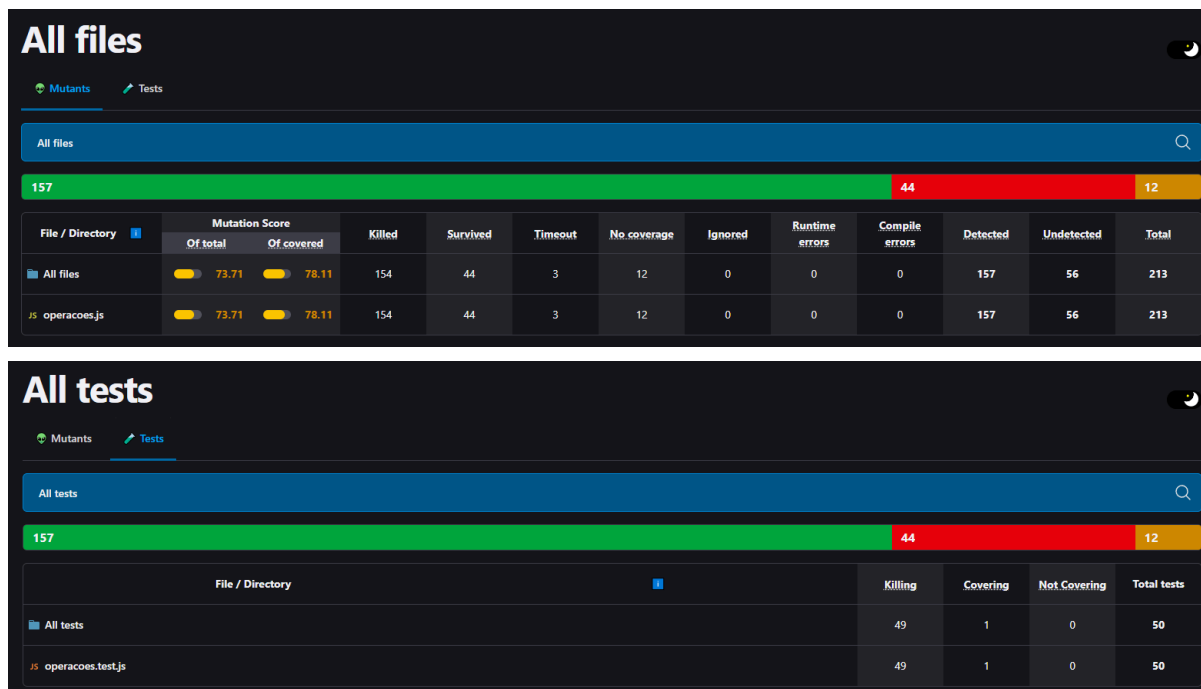 All files
Mutants Tests
All files
157 44 12
File / Directory i Mutation Score Killed Survived Timeout No coverage Ignored Runtime errors Compile errors Detected Undetected Total
Of total Of covered
All files 73.71 78.11 154 44 3 12 0 0 0 157 56 213
JS operacoes.js 73.71 78.11 154 44 3 12 0 0 0 157 56 213
All tests
Mutants Tests
All tests
157 44 12
File / Directory i Killing Covering Not Covering Total tests
All tests 49 1 0 50
JS operacoes.test.js 49 1 0 50